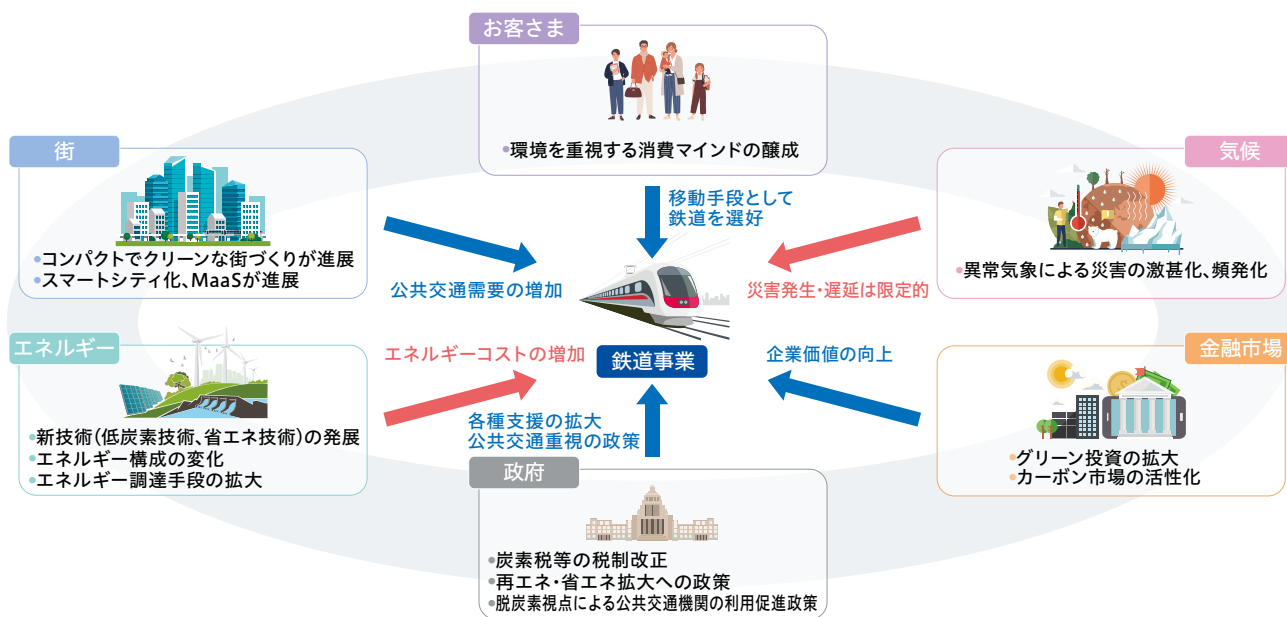 お客さま
•環境を重視する消費マインドの醸成
移動手段として
鉄道を選好
街
•コンパクトでクリーンな街づくりが進展
•スマートシティ化、MaaSが進展
公共交通需要の増加
気候
•異常気象による災害の激甚化、頻発化
災害発生・遅延は限定的
鉄道事業
エネルギー
•新技術(低炭素技術、省エネ技術)の発展
•エネルギー構成の変化
•エネルギー調達手段の拡大
エネルギーコストの増加
金融市場
•グリーン投資の拡大
•カーボン市場の活性化
企業価値の向上
各種支援の拡大
公共交通重視の政策
政府
•炭素税等の税制改正
•再エネ・省エネ拡大への政策
•脱炭素視点による公共交通機関の利用促進政策